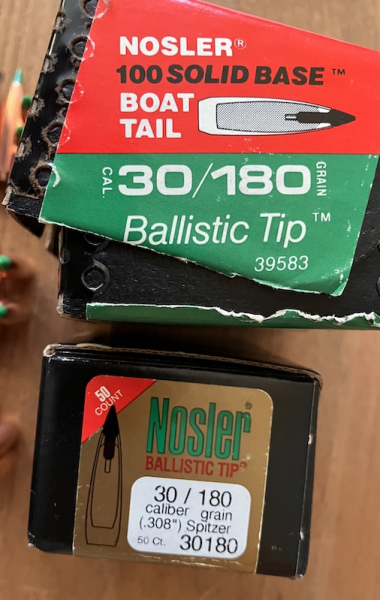 NOSLER®
100 SOLID BASE™
BOAT
TAIL
CAL. 30/180 GRAIN
Ballistic Tip™
39583
50
COUNT
Nosler®
BALLISTIC TIP®
30 / 180
caliber grain
(.308") Spitzer
50 Ct. 30180